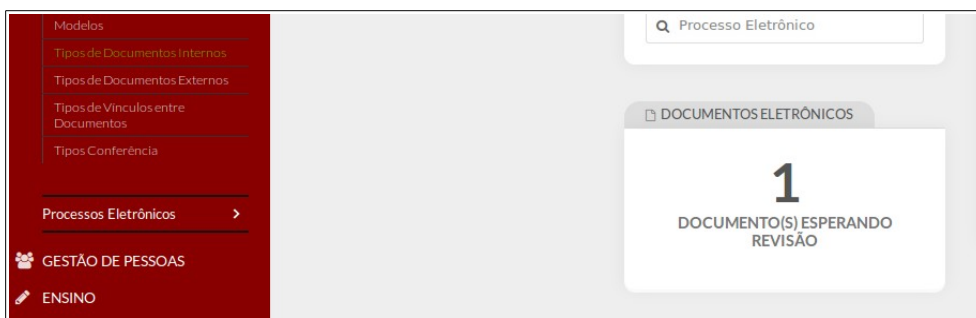 Modelos
Tipos de Documentos Internos
Tipos de Documentos Externos
Tipos de Vínculos entre
Documentos
Tipos Conferência
Processos Eletrônicos
GESTÃO DE PESSOAS
ENSINO
Processo Eletrônico
DOCUMENTOS ELETRÔNICOS
1
DOCUMENTO(S) ESPERANDO
REVISÃO